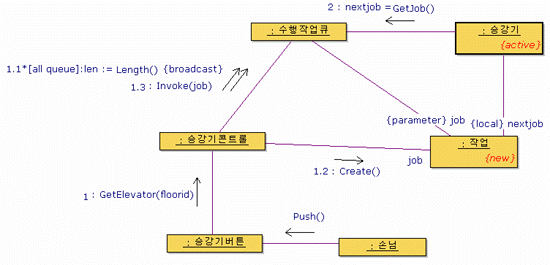 2 : nextjob = GetJob()
: 수행작업큐
: 승강기
{active}
1.1*[all queue]:len := Length() {broadcast}
1.3 : Invoke(job)
{parameter} job
{local} nextjob
: 승강기콘트롤
: 작업
job
{new}
1.2 : Create()
1 : GetElevator(floorid)
Push()
: 승강기버튼
: 손님